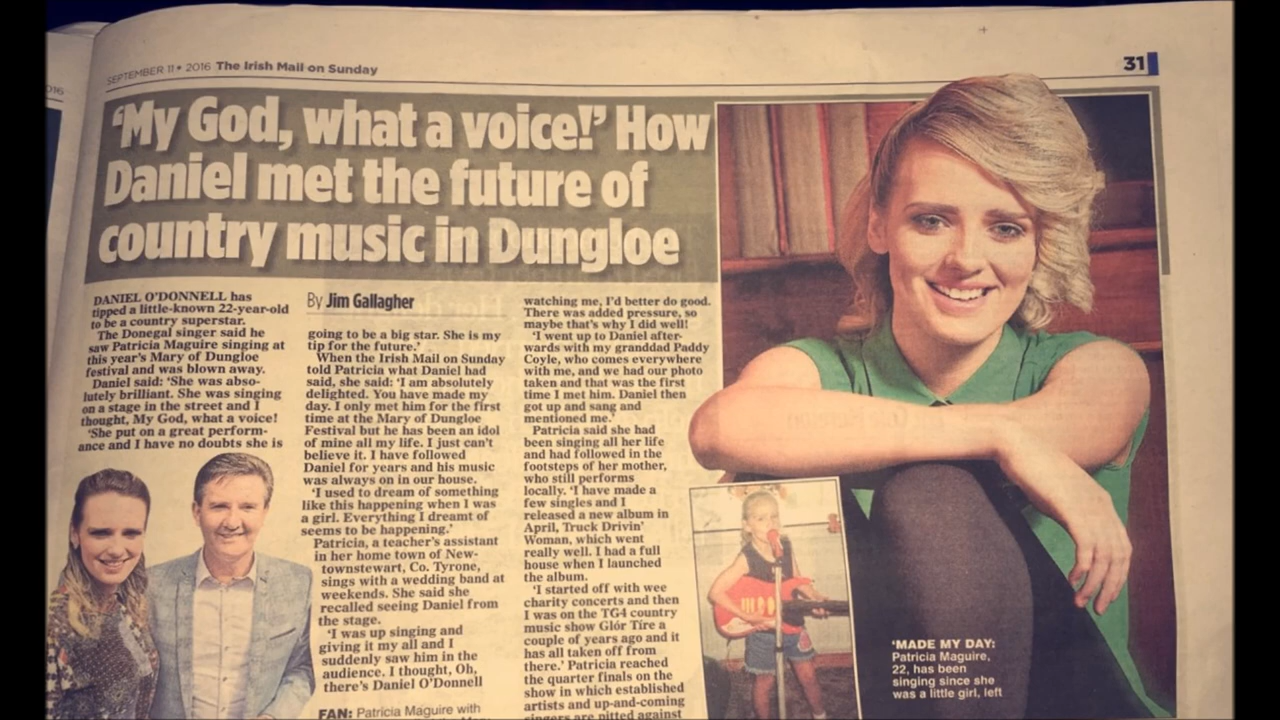 016
SEPTEMBER 11 • 2016 The Irish Mail on Sunday
31
‘My God, what a voice!’ How
Daniel met the future of
country music in Dungloe
DANIEL O’DONNELL has
tipped a little-known 22-year-old
to be a country superstar.
The Donegal singer said he
saw Patricia Maguire singing at
this year’s Mary of Dungloe
festival and was blown away.
Daniel said: ‘She was abso-
lutely brilliant. She was singing
on a stage in the street and I
thought, My God, what a voice!
‘She put on a great perform-
ance and I have no doubts she is
By Jim Gallagher
going to be a big star. She is my
tip for the future.’
When the Irish Mail on Sunday
told Patricia what Daniel had
said, she said: ‘I am absolutely
delighted. You have made my
day. I only met him for the first
time at the Mary of Dungloe
Festival but he has been an idol
of mine all my life. I just can’t
believe it. I have followed
Daniel for years and his music
was always on in our house.
‘I used to dream of something
like this happening when I was
a girl. Everything I dreamt of
seems to be happening.’
Patricia, a teacher’s assistant
in her home town of New-
townstewart, Co. Tyrone,
sings with a wedding band at
weekends. She said she
recalled seeing Daniel from
the stage.
‘I was up singing and
giving it my all and I
suddenly saw him in the
audience. I thought, Oh,
there’s Daniel O’Donnell
FAN: Patricia Maguire with
watching me, I’d better do good.
There was added pressure, so
maybe that’s why I did well!
‘I went up to Daniel after-
wards with my granddad Paddy
Coyle, who comes everywhere
with me, and we had our photo
taken and that was the first
time I met him. Daniel then
got up and sang and
mentioned me.’
Patricia said she had
been singing all her life
and had followed in the
footsteps of her mother,
who still performs
locally. ‘I have made a
few singles and I
released a new album in
April, Truck Drivin’
Woman, which went
really well. I had a full
house when I launched
the album.
‘I started off with wee
charity concerts and then
I was on the TG4 country
music show Glór Tíre a
couple of years ago and it
has all taken off from
there.’ Patricia reached
the quarter finals on the
show in which established
artists and up-and-coming
singers are pitted against
‘MADE MY DAY:
Patricia Maguire,
22, has been
singing since she
was a little girl, left